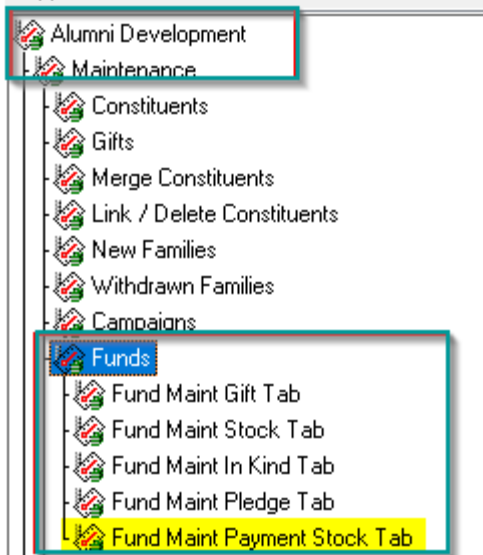 Alumni Development
Maintenance
Constituents
Gifts
Merge Constituents
Link / Delete Constituents
New Families
Withdrawn Families
Campaigns
Funds
Fund Maint Gift Tab
Fund Maint Stock Tab
Fund Maint In Kind Tab
Fund Maint Pledge Tab
Fund Maint Payment Stock Tab